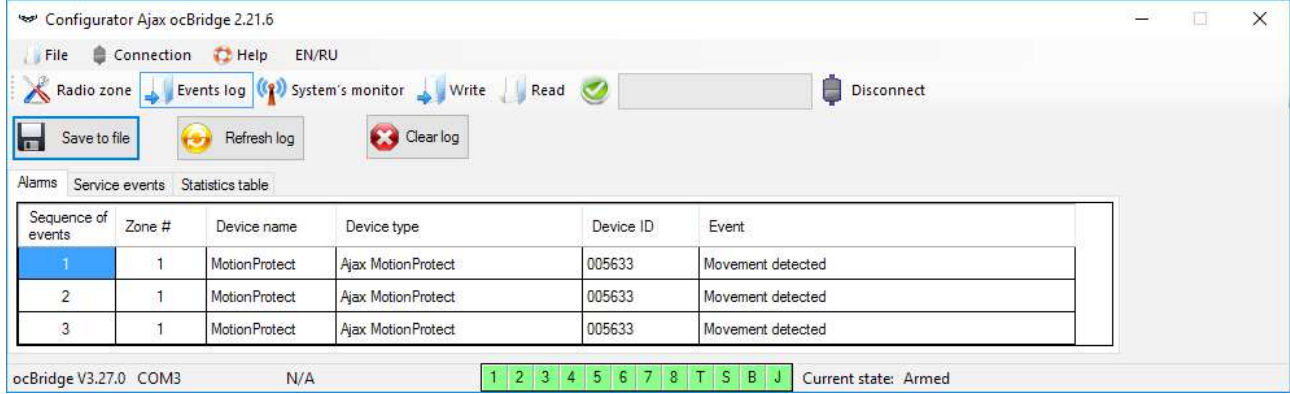 Configurator Ajax ocBridge 2.21.6
File Connection Help EN/RU
Radio zone Events log System's monitor Write Read Disconnect
Save to file Refresh log Clear log
Alarms Service events Statistics table
Sequence of events Zone # Device name Device type Device ID Event
1 1 MotionProtect Ajax MotionProtect 005633 Movement detected
2 1 MotionProtect Ajax MotionProtect 005633 Movement detected
3 1 MotionProtect Ajax MotionProtect 005633 Movement detected
ocBridge V3.27.0 COM3 N/A 1 2 3 4 5 6 7 8 T S B J Current state: Armed